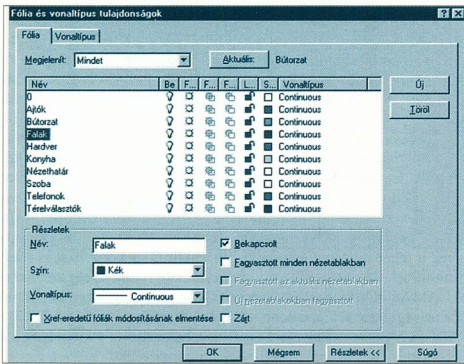 Fólia és vonaltípus tulajdonságok
Fólia Vonaltípus
Megjelenít: Mindet Aktuális: Bútorzat
Név Be F... F... F... L... S... Vonaltípus
0 Continuous
Ajtók Continuous
Bútorzat Continuous
Falak Continuous
Hardver Continuous
Konyha Continuous
Nézethatár Continuous
Szoba Continuous
Telefonok Continuous
Térelválasztók Continuous
Új
Töröl
Részletek
Név: Falak
Szín: Kék
Vonaltípus: Continuous
Xref-eredetű fóliák módosításának elmentése
Bekapcsolt
Fagyasztott minden nézetablakban
Fagyasztott az aktuális nézetablakban
Új nézetablakokban fagyasztott
Zárt
OK Mégsem Részletek << Súgó